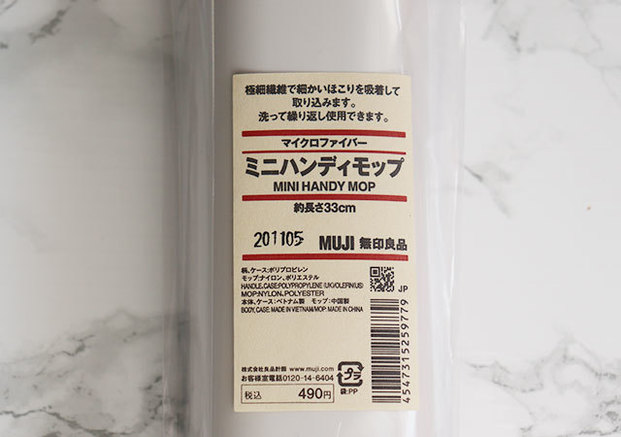 極細繊維で細かいほこりを吸着して
取り込みます。
洗って繰り返し使用できます。
マイクロファイバー
ミニハンディモップ
MINI HANDY MOP
約長さ33cm
201105 MUJI 無印良品
柄、ケース:ポリプロピレン
モップ:ナイロン、ポリエステル
HANDLE, CASE:POLYPROPYLENE (UK)/OLEFIN(US)
MOP:NYLON, POLYESTER
本体、ケース:ベトナム製 モップ:中国製
BODY, CASE: MADE IN VIETNAM/MOP: MADE IN CHINA
JP
4547315259779
株式会社良品計画 www.muji.com
お客様室電話0120-14-6404
税込 490円
プラ
袋:PP